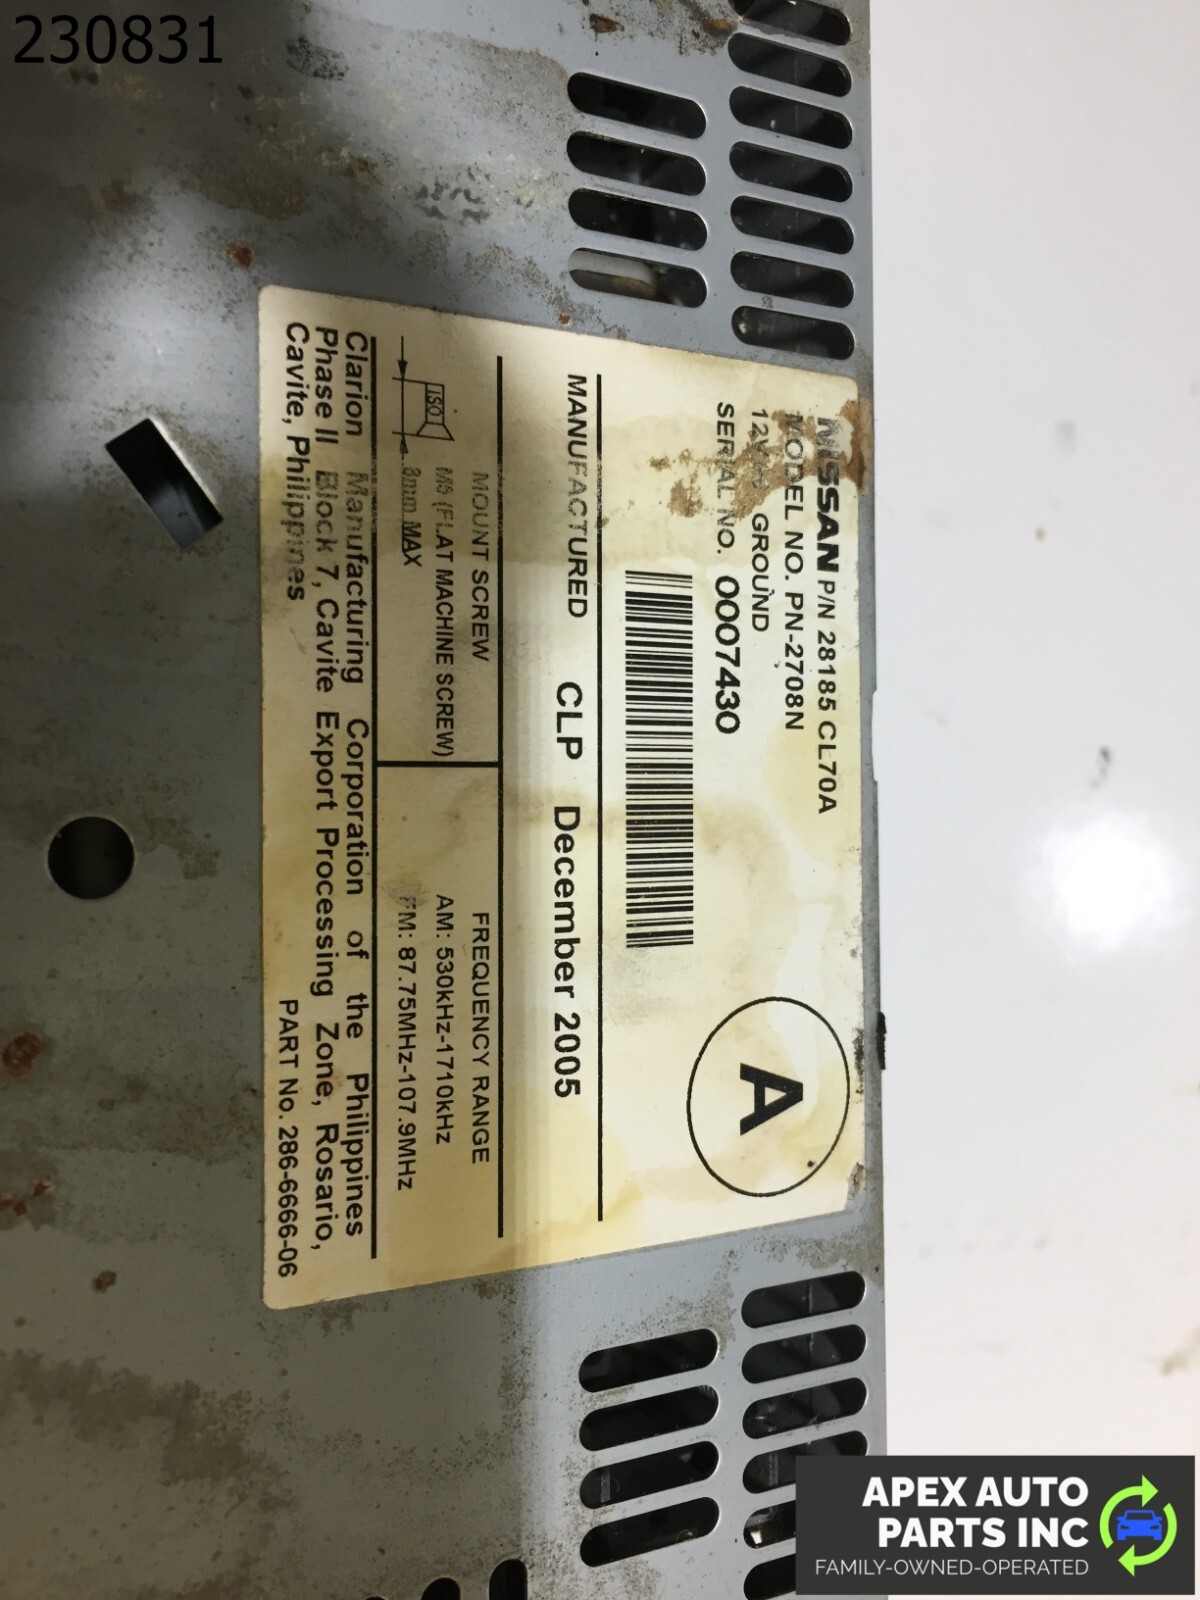 230831
NISSAN P/N 28185 CL70A
MODEL NO. PN-2708N
12V GROUND
SERIAL NO. 0007430
A
MANUFACTURED CLP December 2005
MOUNT SCREW
M5 (FLAT MACHINE SCREW)
ISO
8mm MAX
FREQUENCY RANGE
AM: 530kHz-1710kHz
FM: 87.75MHz-107.9MHz
Clarion Manufacturing Corporation of the Philippines
Phase II Block 7, Cavite Export Processing Zone, Rosario,
Cavite, Philippines
PART No. 286-6666-06
APEX AUTO
PARTS INC
FAMILY-OWNED-OPERATED